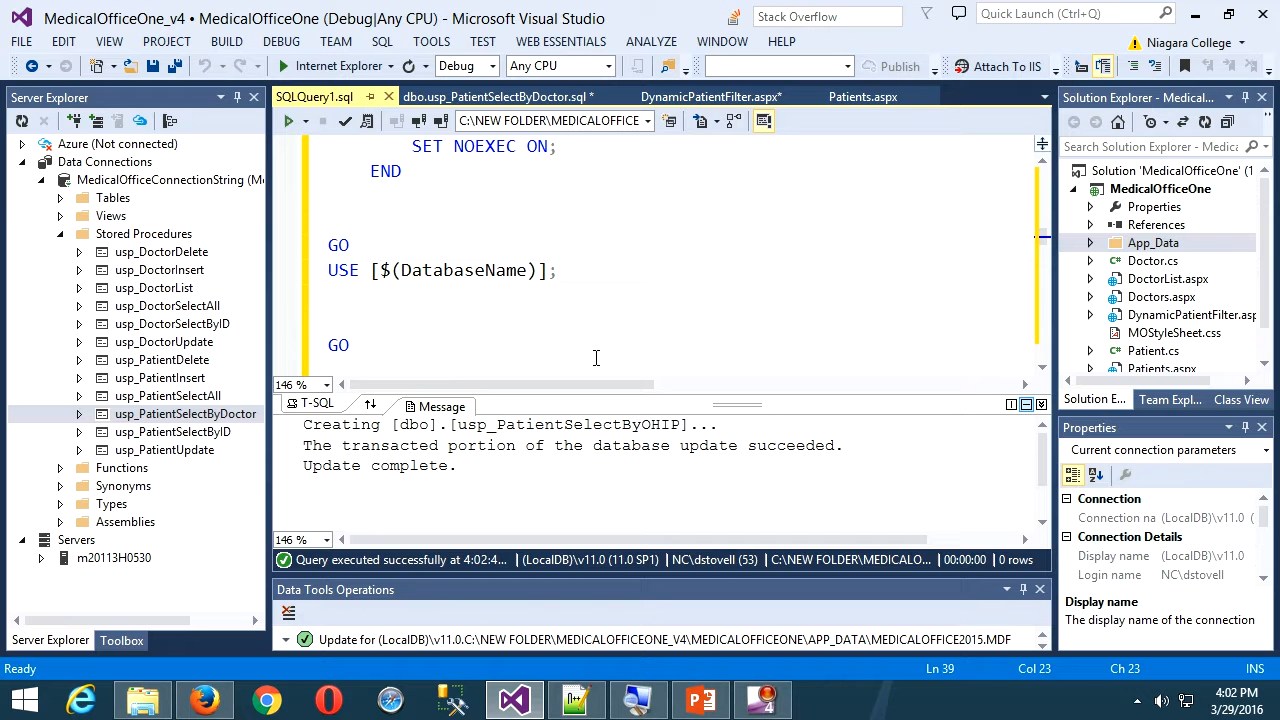 MedicalOfficeOne_v4 • MedicalOfficeOne (Debug|Any CPU) - Microsoft Visual Studio
Stack Overflow
Quick Launch (Ctrl+Q)
FILE EDIT VIEW PROJECT BUILD DEBUG TEAM SQL TOOLS TEST WEB ESSENTIALS ANALYZE WINDOW HELP
Niagara College
Internet Explorer
Debug
Any CPU
Publish
Attach To IIS
Server Explorer
Azure (Not connected)
Data Connections
MedicalOfficeConnectionString (M
Tables
Views
Stored Procedures
usp_DoctorDelete
usp_DoctorInsert
usp_DoctorList
usp_DoctorSelectAll
usp_DoctorSelectByID
usp_DoctorUpdate
usp_PatientDelete
usp_PatientInsert
usp_PatientSelectAll
usp_PatientSelectByDoctor
usp_PatientSelectByID
usp_PatientUpdate
Functions
Synonyms
Types
Assemblies
Servers
m20113H0530
Server Explorer Toolbox
SQLQuery1.sql dbo.usp_PatientSelectByDoctor.sql * DynamicPatientFilter.aspx* Patients.aspx
C:\NEW FOLDER\MEDICALOFFICE
SET NOEXEC ON;
END
GO
USE [$(DatabaseName)];
GO
146 %
T-SQL Message
Creating [dbo].[usp_PatientSelectByOHIP]...
The transacted portion of the database update succeeded.
Update complete.
146 %
Query executed successfully at 4:02:4... (LocalDB)\v11.0 (11.0 SP1) NC\dstovell (53) C:\NEW FOLDER\MEDICALO... 00:00:00 0 rows
Data Tools Operations
Update for (LocalDB)\v11.0.C:\NEW FOLDER\MEDICALOFFICEONE_V4\MEDICALOFFICEONE\APP_DATA\MEDICALOFFICE2015.MDF
Solution Explorer - Medical...
Search Solution Explorer - Medica
Solution 'MedicalOfficeOne' (1
MedicalOfficeOne
Properties
References
App_Data
Doctor.cs
DoctorList.aspx
Doctors.aspx
DynamicPatientFilter.asp
MOStyleSheet.css
Patient.cs
Patients.aspx
Solution E... Team Expl... Class View
Properties
Current connection parameters
Connection
Connection na (LocalDB)\v11.0 (
Connection Details
Display name (LocalDB)\v11.0
Login name NC\dstovell
Display name
The display name of the connection
Ready
Ln 39
Col 23
Ch 23
INS
4:02 PM
3/29/2016